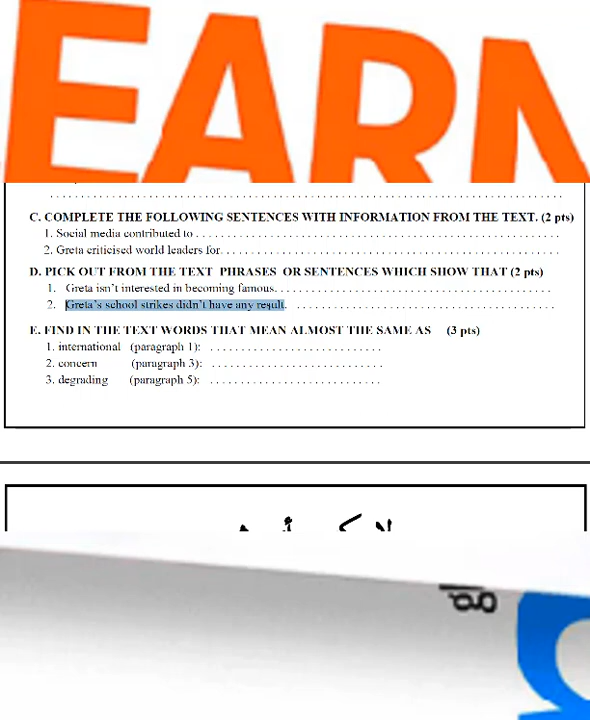 EARN
C. COMPLETE THE FOLLOWING SENTENCES WITH INFORMATION FROM THE TEXT. (2 pts)
1. Social media contributed to
2. Greta criticised world leaders for.
D. PICK OUT FROM THE TEXT PHRASES OR SENTENCES WHICH SHOW THAT (2 pts)
1. Greta isn't interested in becoming famous.
2. Greta's school strikes didn't have any result.
E. FIND IN THE TEXT WORDS THAT MEAN ALMOST THE SAME AS (3 pts)
1. international (paragraph 1):
2. concern (paragraph 3):
3. degrading (paragraph 5):